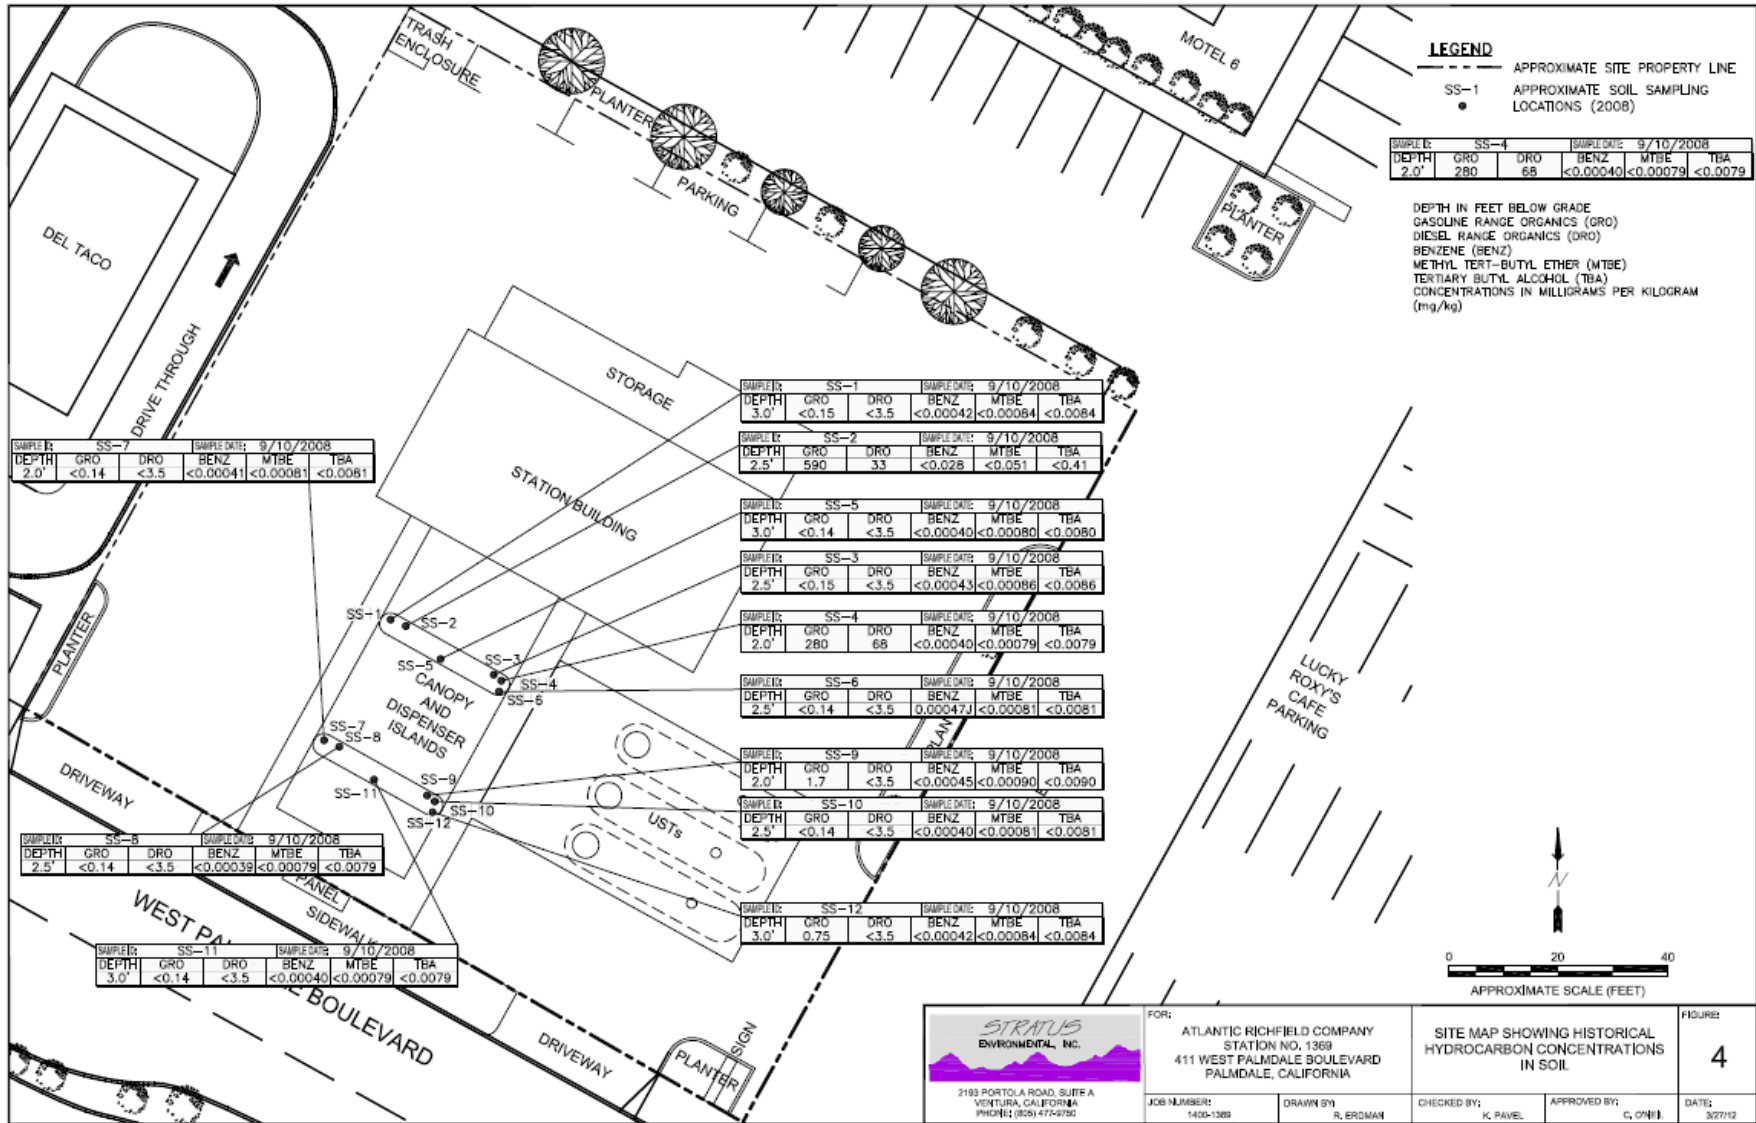 TRASH
ENCLOSURE
PLANTER
PARKING
MOTEL 6
PLANTER
LEGEND
APPROXIMATE SITE PROPERTY LINE
SS-1 APPROXIMATE SOIL SAMPLING
LOCATIONS (2008)
SAMPLE ID: SS-4 SAMPLE DATE: 9/10/2008
DEPTH GRO DRO BENZ MTBE TBA
2.0' 280 68 <0.00040 <0.00079 <0.0079
DEPTH IN FEET BELOW GRADE
GASOLINE RANGE ORGANICS (GRO)
DIESEL RANGE ORGANICS (DRO)
BENZENE (BENZ)
METHYL TERT-BUTYL ETHER (MTBE)
TERTIARY BUTYL ALCOHOL (TBA)
CONCENTRATIONS IN MILLIGRAMS PER KILOGRAM
(mg/kg)
DEL TACO
DRIVE THROUGH
STORAGE
STATION BUILDING
SAMPLE ID: SS-1 SAMPLE DATE: 9/10/2008
DEPTH GRO DRO BENZ MTBE TBA
3.0' <0.15 <3.5 <0.00042 <0.00084 <0.0084
SAMPLE ID: SS-2 SAMPLE DATE: 9/10/2008
DEPTH GRO DRO BENZ MTBE TBA
2.5' 590 33 <0.028 <0.051 <0.41
SAMPLE ID: SS-7 SAMPLE DATE: 9/10/2008
DEPTH GRO DRO BENZ MTBE TBA
2.0' <0.14 <3.5 <0.00041 <0.00081 <0.0081
SAMPLE ID: SS-5 SAMPLE DATE: 9/10/2008
DEPTH GRO DRO BENZ MTBE TBA
3.0' <0.14 <3.5 <0.00040 <0.00080 <0.0080
SAMPLE ID: SS-3 SAMPLE DATE: 9/10/2008
DEPTH GRO DRO BENZ MTBE TBA
2.5' <0.15 <3.5 <0.00043 <0.00086 <0.0086
SAMPLE ID: SS-4 SAMPLE DATE: 9/10/2008
DEPTH GRO DRO BENZ MTBE TBA
2.0' 280 68 <0.00040 <0.00079 <0.0079
SAMPLE ID: SS-6 SAMPLE DATE: 9/10/2008
DEPTH GRO DRO BENZ MTBE TBA
2.5' <0.14 <3.5 0.00047J <0.00081 <0.0081
SAMPLE ID: SS-9 SAMPLE DATE: 9/10/2008
DEPTH GRO DRO BENZ MTBE TBA
2.0' 1.7 <3.5 <0.00045 <0.00090 <0.0090
SAMPLE ID: SS-10 SAMPLE DATE: 9/10/2008
DEPTH GRO DRO BENZ MTBE TBA
2.5' <0.14 <3.5 <0.00040 <0.00081 <0.0081
SAMPLE ID: SS-12 SAMPLE DATE: 9/10/2008
DEPTH GRO DRO BENZ MTBE TBA
3.0' 0.75 <3.5 <0.00042 <0.00084 <0.0084
SAMPLE ID: SS-8 SAMPLE DATE: 9/10/2008
DEPTH GRO DRO BENZ MTBE TBA
2.5' <0.14 <3.5 <0.00039 <0.00079 <0.0079
SAMPLE ID: SS-11 SAMPLE DATE: 9/10/2008
DEPTH GRO DRO BENZ MTBE TBA
3.0' <0.14 <3.5 <0.00040 <0.00079 <0.0079
PLANTER
SS-1
SS-2
SS-5
SS-3
SS-4
SS-6
CANOPY
AND
DISPENSER
ISLANDS
SS-7
SS-8
SS-9
SS-11
SS-10
SS-12
USTs
PLAN
LUCKY
ROXY'S
CAFE
PARKING
DRIVEWAY
PANEL
SIDEWALK
WEST PA
E BOULEVARD
DRIVEWAY
PLANTER
SIGN
N
0 20 40
APPROXIMATE SCALE (FEET)
STRATUS
ENVIRONMENTAL, INC.
2193 PORTOLA ROAD, SUITE A
VENTURA, CALIFORNIA
PHONE: (805) 477-9750
FOR:
ATLANTIC RICHFIELD COMPANY
STATION NO. 1369
411 WEST PALMDALE BOULEVARD
PALMDALE, CALIFORNIA
SITE MAP SHOWING HISTORICAL
HYDROCARBON CONCENTRATIONS
IN SOIL
FIGURE:
4
JOB NUMBER:
1400-1369
DRAWN BY:
R. ERDMAN
CHECKED BY:
K. PAVEL
APPROVED BY:
C. O'NEIL
DATE:
3/27/12